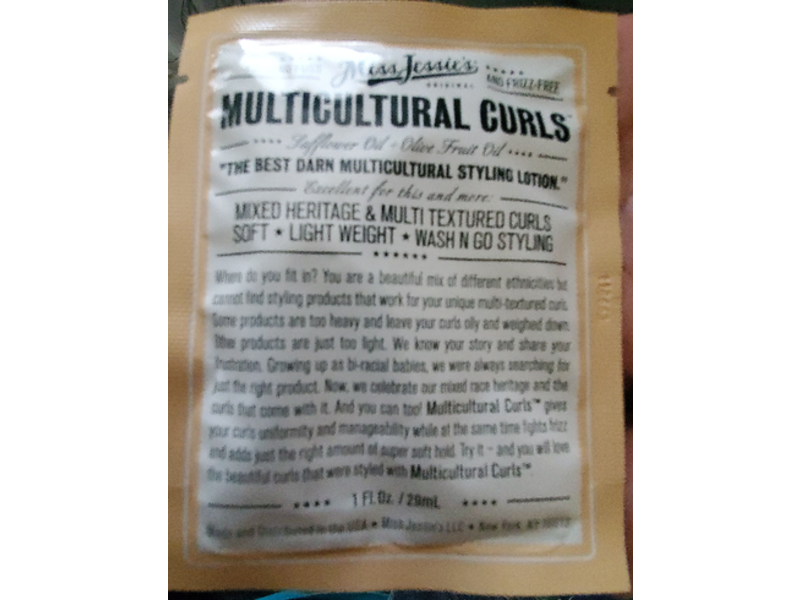 Miss Jessie's
ORIGINAL
AND FRIZZ-FREE
MULTICULTURAL CURLS™
Safflower Oil - Olive Fruit Oil
"THE BEST DARN MULTICULTURAL STYLING LOTION."
Excellent for this and more:
MIXED HERITAGE & MULTI TEXTURED CURLS
SOFT ★ LIGHT WEIGHT ★ WASH N GO STYLING
Where do you fit in? You are a beautiful mix of different ethnicities but
cannot find styling products that work for your unique multi-textured curls.
Some products are too heavy and leave your curls oily and weighed down.
Other products are just too light. We know your story and share your
frustration. Growing up as bi-racial babies, we were always searching for
just the right product. Now, we celebrate our mixed race heritage and the
curls that come with it. And you can too! Multicultural Curls™ gives
your curls uniformity and manageability while at the same time fights frizz
and adds just the right amount of super soft hold. Try it - and you will love
the beautiful curls that were styled with Multicultural Curls™.
1 Fl. Oz. / 29mL
Made and Distributed in the USA ★ Miss Jessie's LLC ★ New York, NY